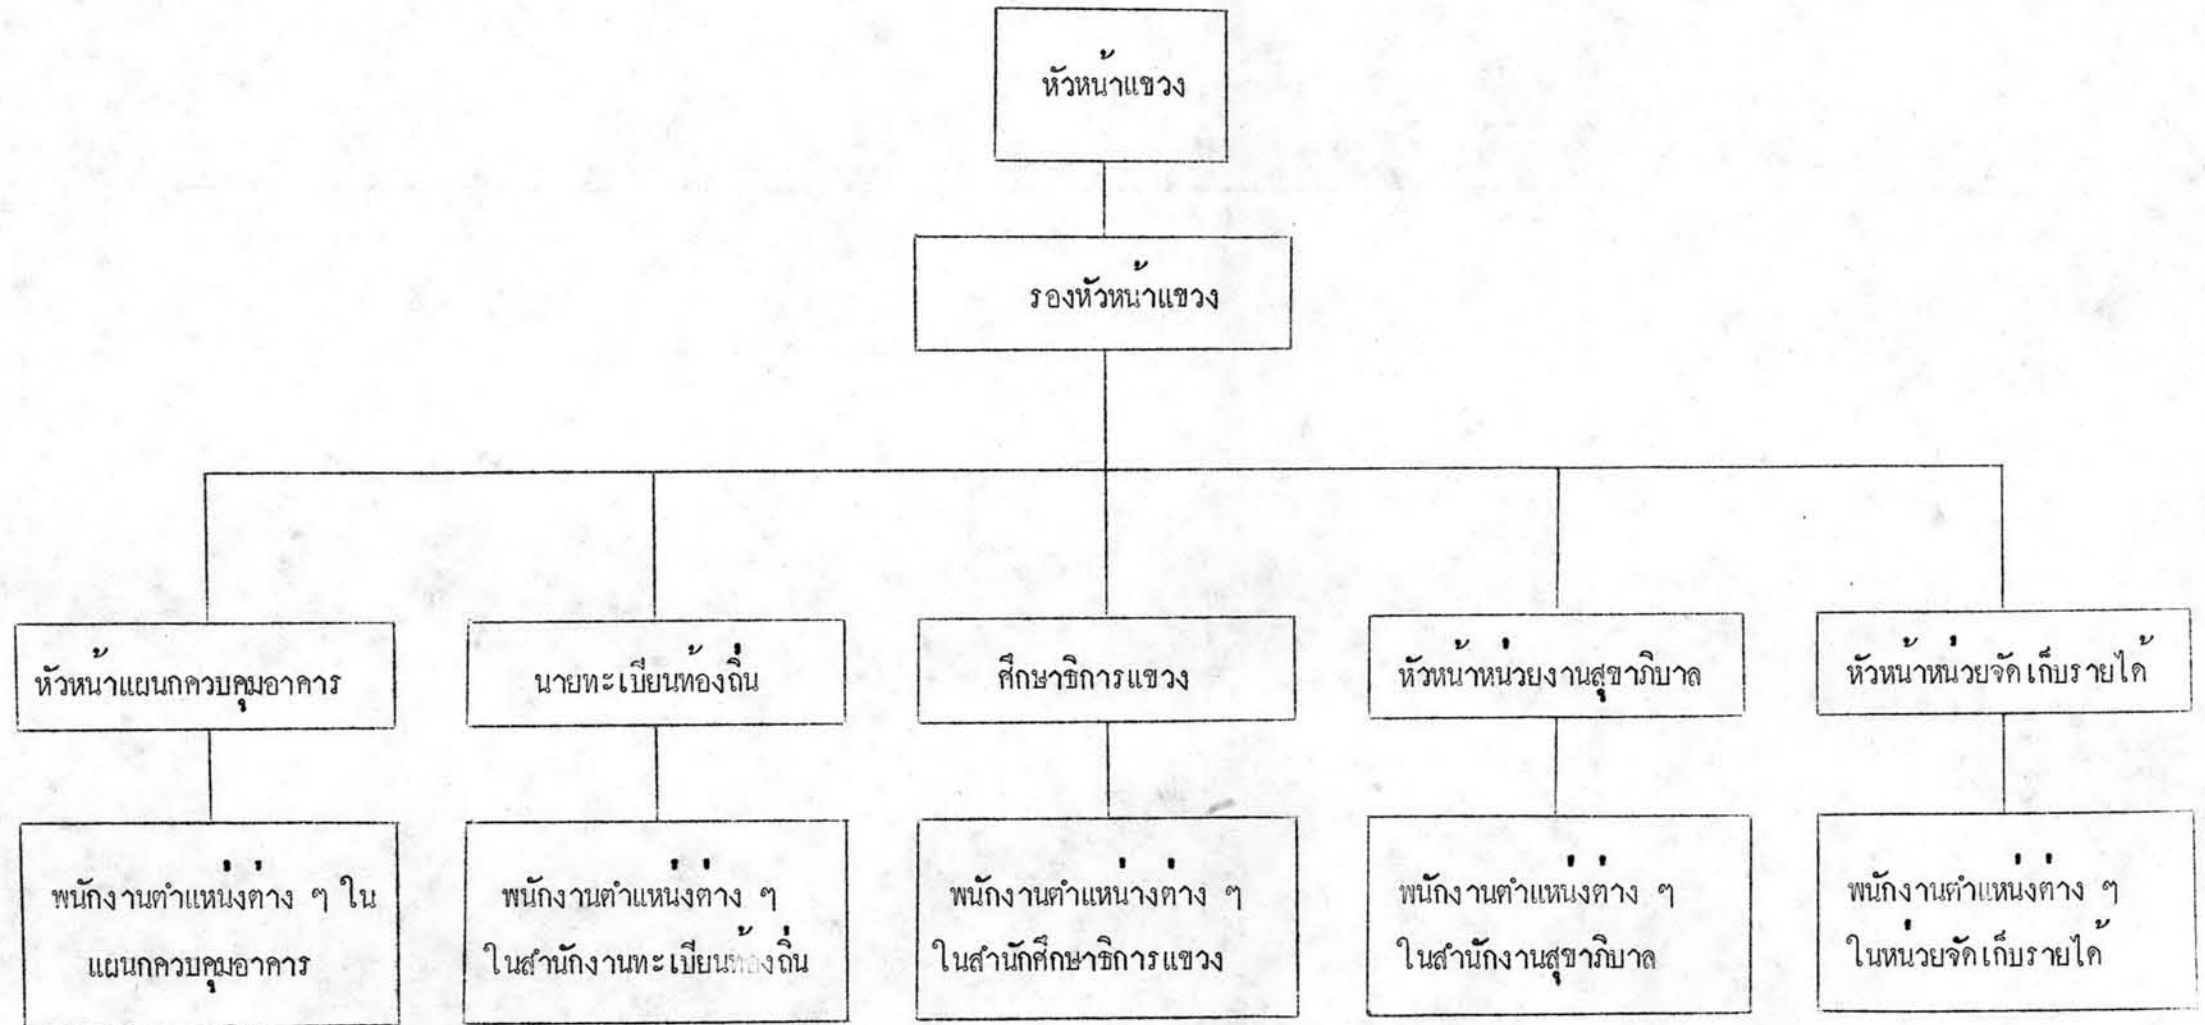 หัวหน้าแขวง
รองหัวหน้าแขวง
หัวหน้าแผนกควบคุมอาคาร
นายทะเบียนท้องถิ่น
ศึกษาธิการแขวง
หัวหน้าหน่วยงานสุขาภิบาล
หัวหน้าหน่วยจัดเก็บรายได้
พนักงานตำแหน่งต่าง ๆ ใน
แผนกควบคุมอาคาร
พนักงานตำแหน่งต่าง ๆ
ในสำนักงานทะเบียนท้องถิ่น
พนักงานตำแหน่างต่าง ๆ
ในสำนักศึกษาธิการแขวง
พนักงานตำแหน่งต่าง ๆ
ในสำนักงานสุขาภิบาล
พนักงานตำแหน่งต่าง ๆ
ในหน่วยจัดเก็บรายได้